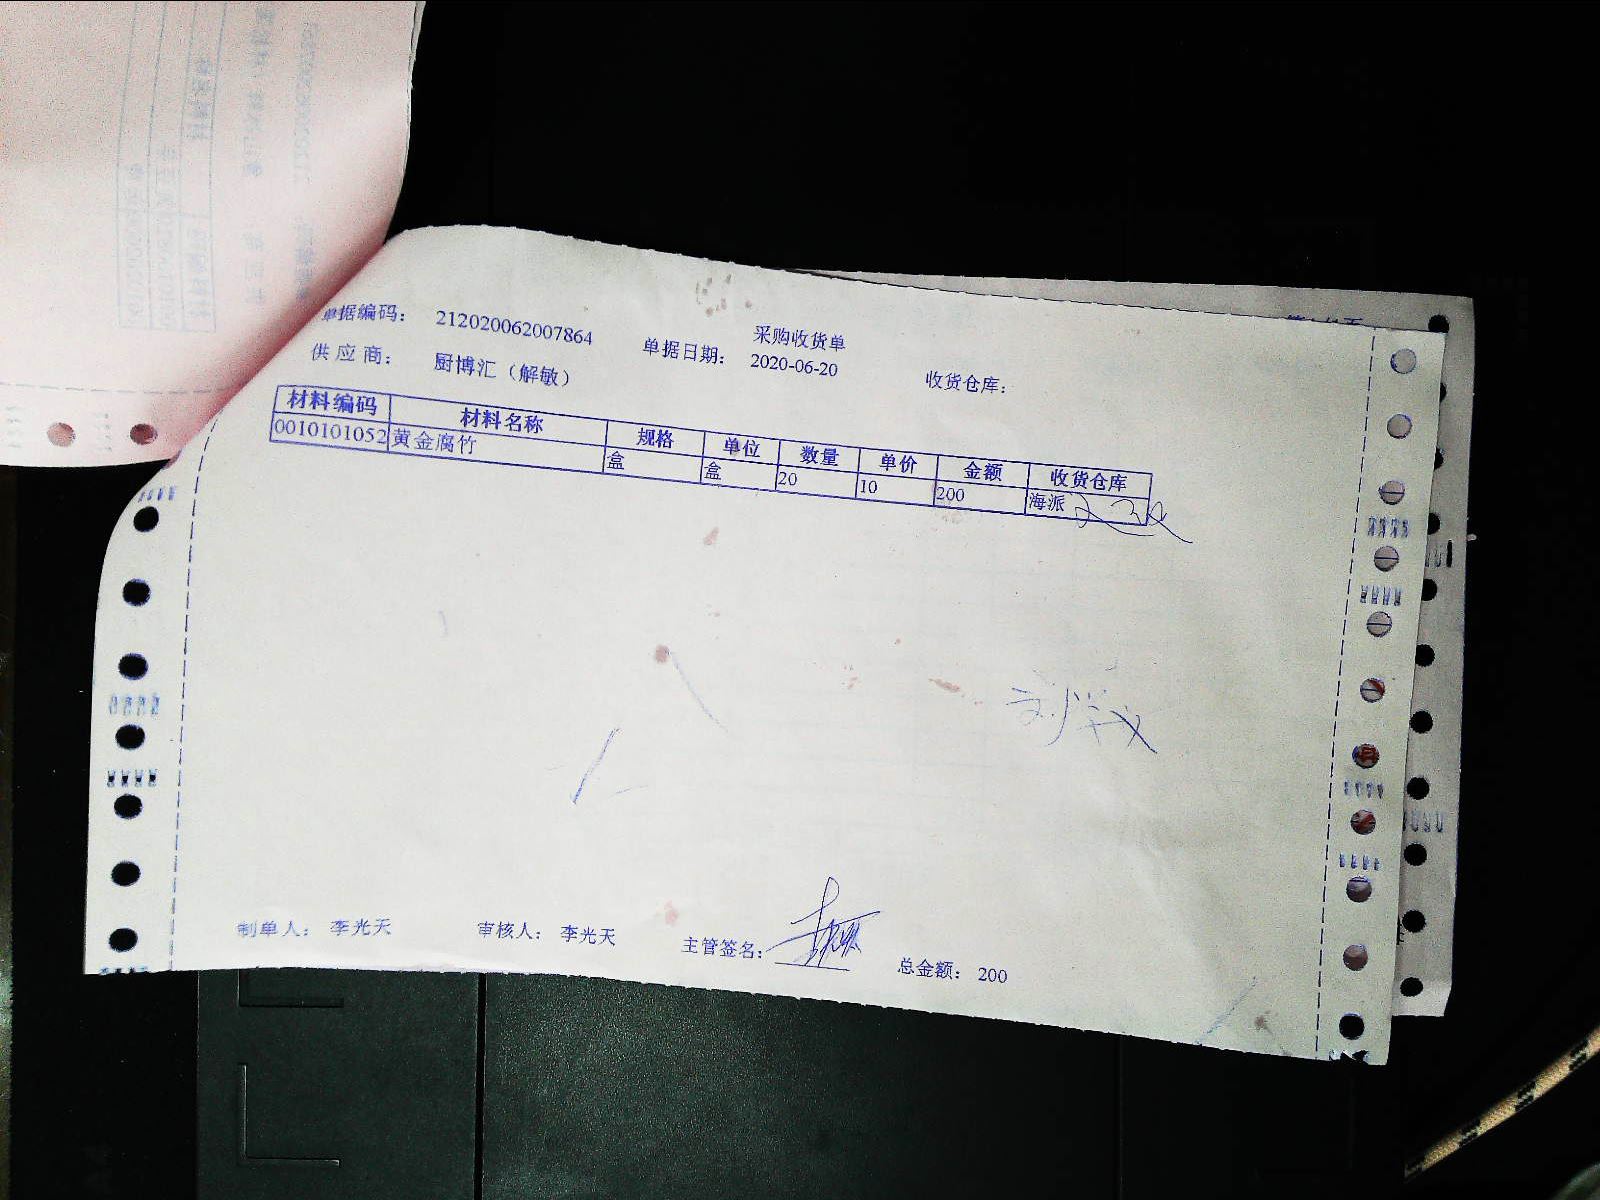 采购收货单
单据编码： 212020062007864 单据日期： 2020-06-20 收货仓库：
供应商： 厨博汇（解敏）
材料编码 材料名称 规格 单位 数量 单价 金额 收货仓库
0010101052 黄金腐竹 盒 盒 20 10 200 海派
制单人： 李光天 审核人： 李光天 主管签名： 总金额： 200